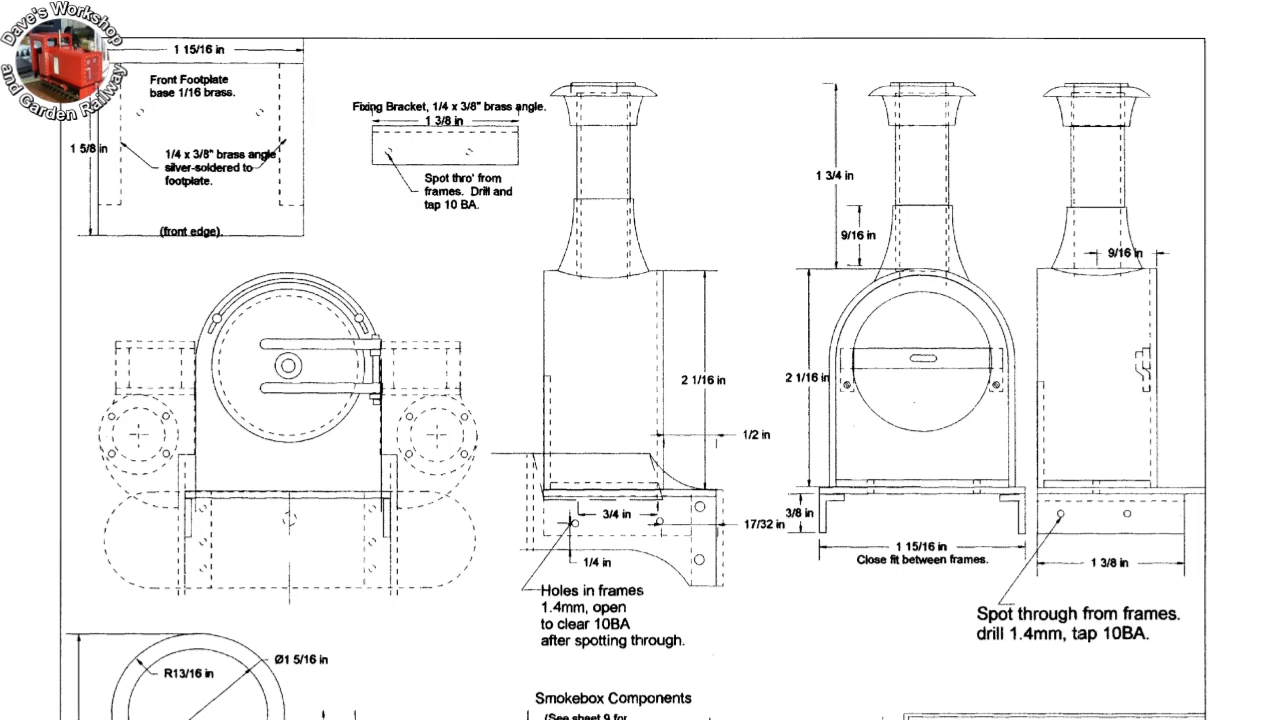 Dave's Workshop
and Garden Railway
1 15/16 in
Front Footplate
base 1/16 brass.
1 5/8 in
1/4 x 3/8" brass angle
silver-soldered to
footplate.
(front edge).
Fixing Bracket, 1/4 x 3/8" brass angle.
1 3/8 in
Spot thro' from
frames. Drill and
tap 10 BA.
2 1/16 in
1/2 in
3/4 in
17/32 in
1/4 in
Holes in frames
1.4mm, open
to clear 10BA
after spotting through.
1 3/4 in
9/16 in
2 1/16 in
3/8 in
1 15/16 in
Close fit between frames.
9/16 in
1 3/8 in
Spot through from frames.
drill 1.4mm, tap 10BA.
R13/16 in
Ø1 5/16 in
Smokebox Components
(See sheet 9 for